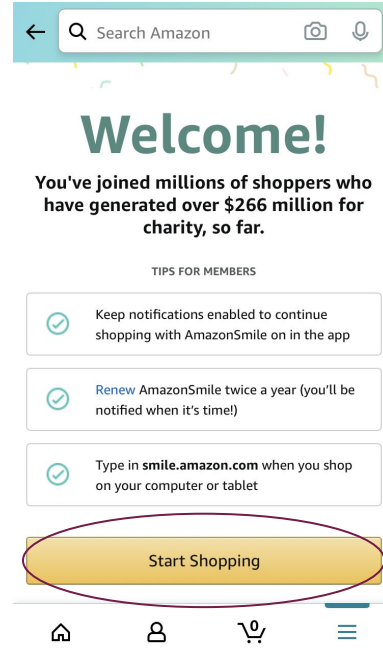 Search Amazon
Welcome!
You've joined millions of shoppers who
have generated over $266 million for
charity, so far.
TIPS FOR MEMBERS
Keep notifications enabled to continue
shopping with AmazonSmile on in the app
Renew AmazonSmile twice a year (you'll be
notified when it's time!)
Type in smile.amazon.com when you shop
on your computer or tablet
Start Shopping
0